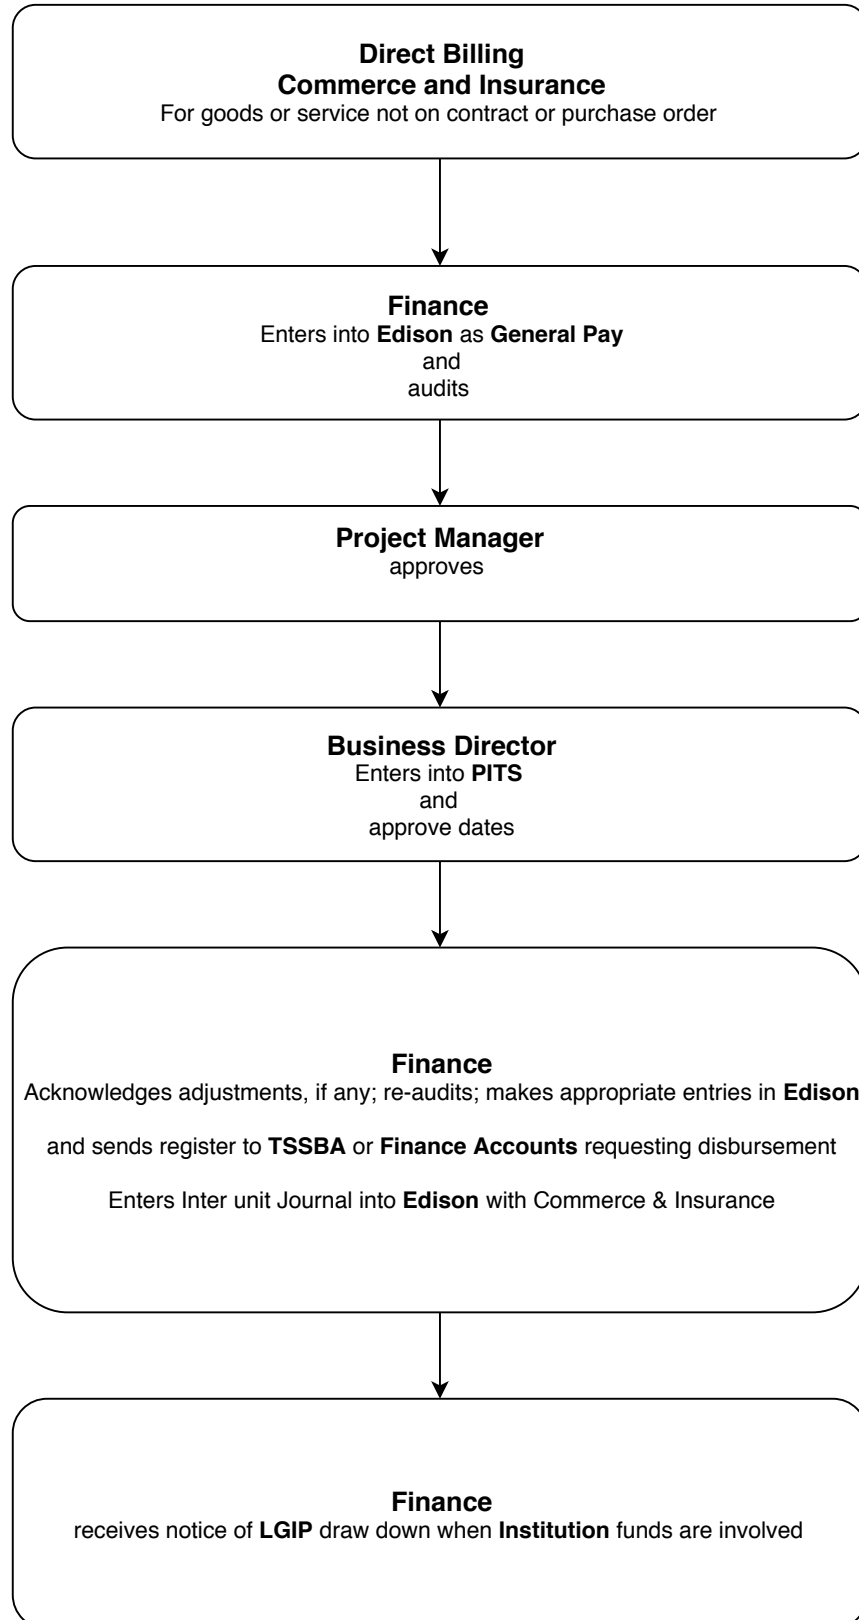 Direct Billing
Commerce and Insurance
For goods or service not on contract or purchase order
Finance
Enters into Edison as General Pay
and
audits
Project Manager
approves
Business Director
Enters into PITS
and
approve dates
Finance
Acknowledges adjustments, if any; re-audits; makes appropriate entries in Edison
and sends register to TSSBA or Finance Accounts requesting disbursement
Enters Inter unit Journal into Edison with Commerce & Insurance
Finance
receives notice of LGIP draw down when Institution funds are involved